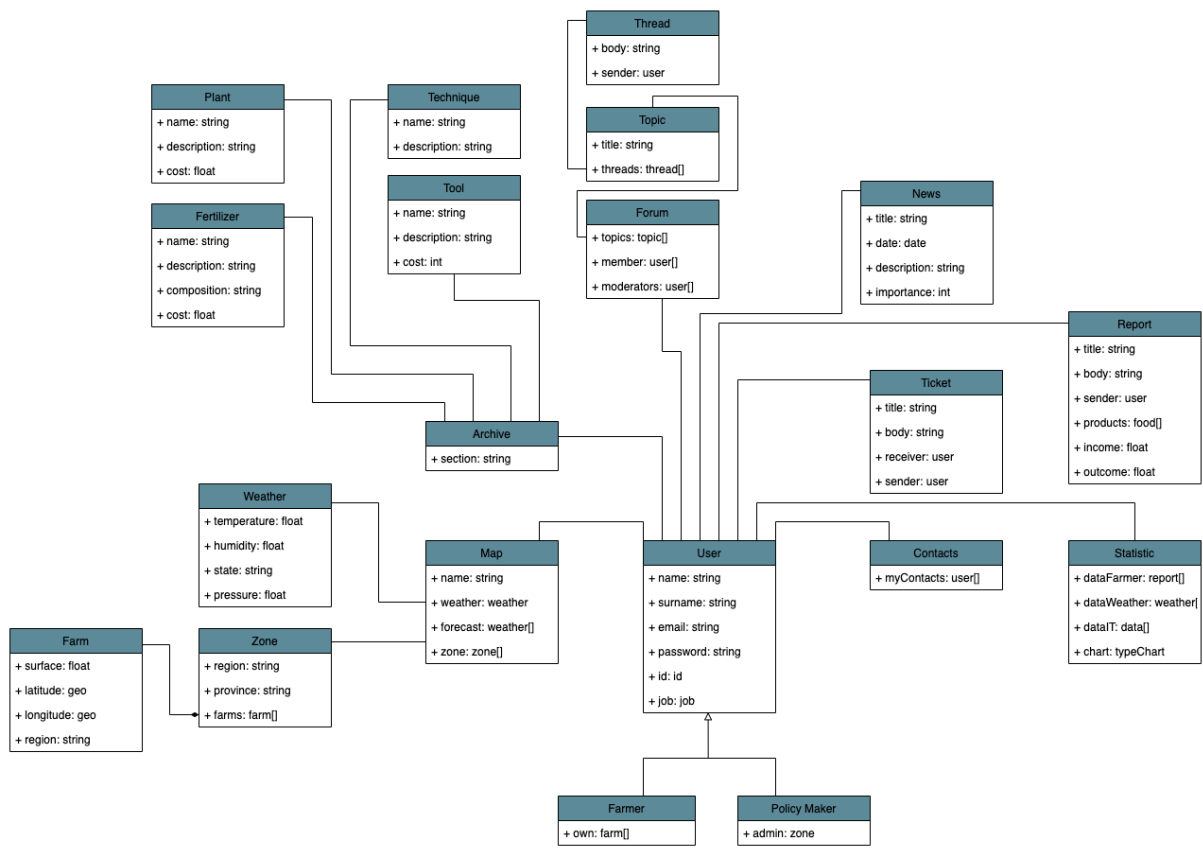 Thread
+ body: string
+ sender: user
Plant
+ name: string
+ description: string
+ cost: float
Technique
+ name: string
+ description: string
Topic
+ title: string
+ threads: thread[]
Tool
+ name: string
+ description: string
+ cost: int
News
+ title: string
+ date: date
+ description: string
+ importance: int
Fertilizer
+ name: string
+ description: string
+ composition: string
+ cost: float
Forum
+ topics: topic[]
+ member: user[]
+ moderators: user[]
Report
+ title: string
+ body: string
+ sender: user
+ products: food[]
+ income: float
+ outcome: float
Ticket
+ title: string
+ body: string
+ receiver: user
+ sender: user
Archive
+ section: string
Weather
+ temperature: float
+ humidity: float
+ state: string
+ pressure: float
Map
+ name: string
+ weather: weather
+ forecast: weather[]
+ zone: zone[]
User
+ name: string
+ surname: string
+ email: string
+ password: string
+ id: id
+ job: job
Contacts
+ myContacts: user[]
Statistic
+ dataFarmer: report[]
+ dataWeather: weather[
+ dataIT: data[]
+ chart: typeChart
Farm
+ surface: float
+ latitude: geo
+ longitude: geo
+ region: string
Zone
+ region: string
+ province: string
+ farms: farm[]
Farmer
+ own: farm[]
Policy Maker
+ admin: zone